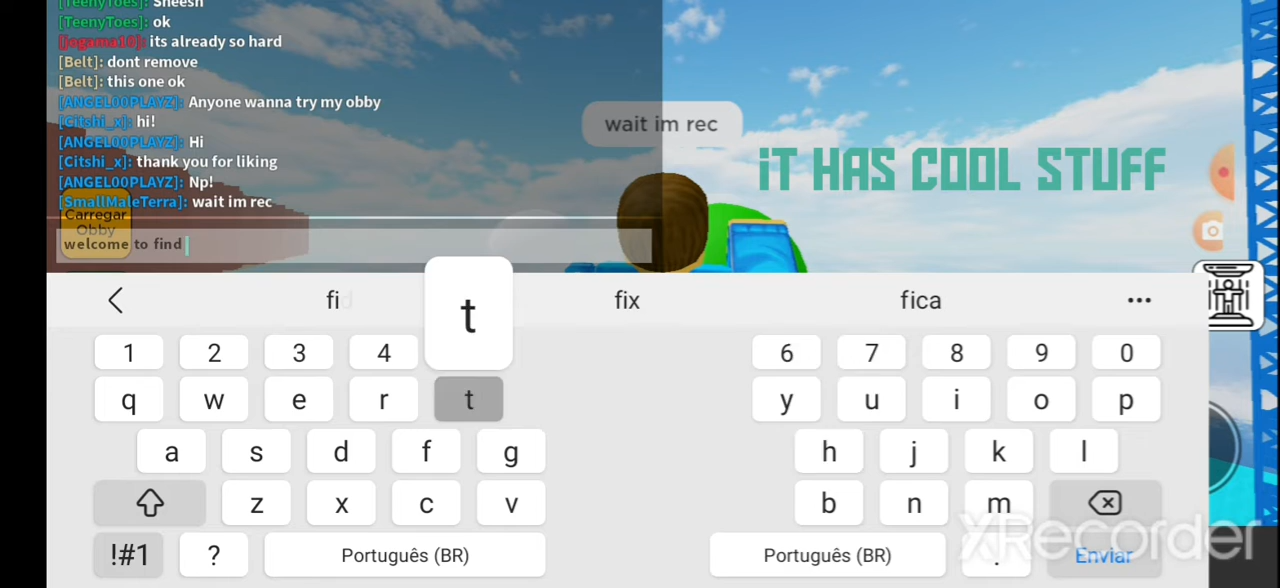 [TeenyToes]: Sheesh
[TeenyToes]: ok
[jogama10]: its already so hard
[Belt]: dont remove
[Belt]: this one ok
[ANGEL00PLAYZ]: Anyone wanna try my obby
[Citshi_x]: hi!
[ANGEL00PLAYZ]: Hi
[Citshi_x]: thank you for liking
[ANGEL00PLAYZ]: Np!
[SmallMaleTerra]: wait im rec
Carregar
Obby
welcome to find
wait im rec
iT HAS COOL STUFF
fi fix fica •••
t
1 2 3 4 6 7 8 9 0
q w e r t y u i o p
a s d f g h j k l
z x c v b n m
!#1 ? Português (BR) Português (BR) . Enviar
XRecorder